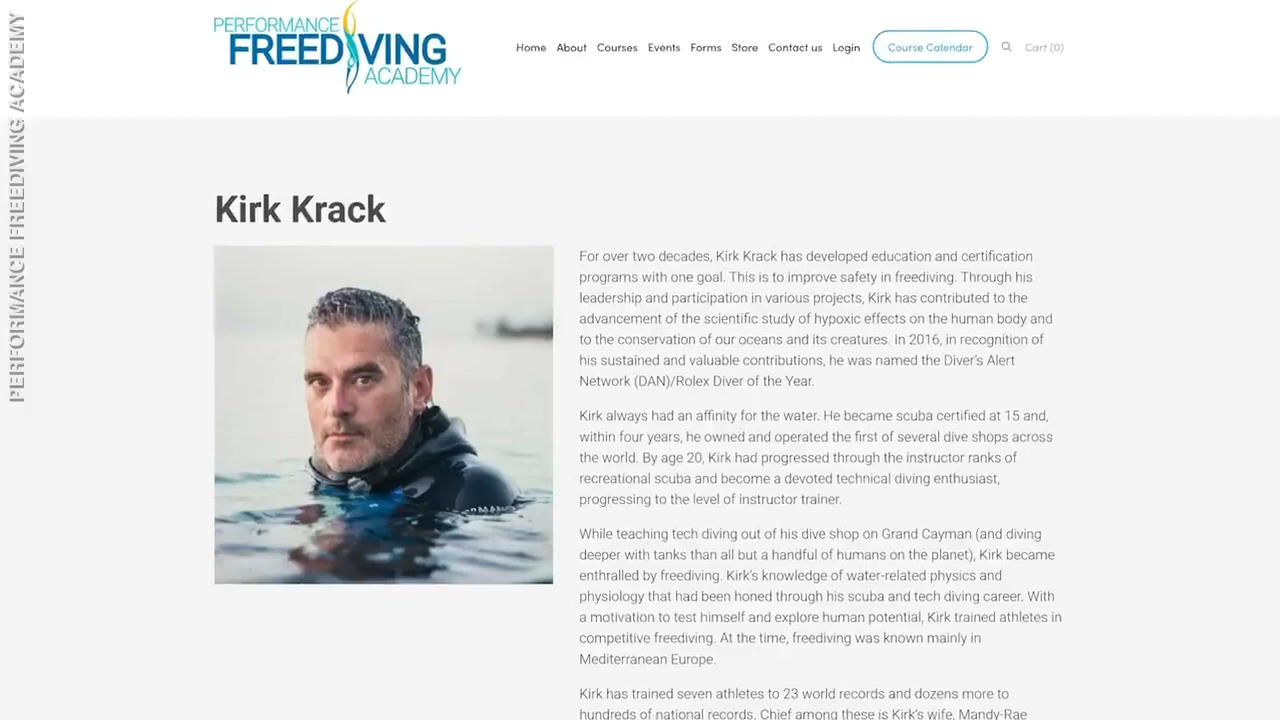 PERFORMANCE FREEDIVING ACADEMY
PERFORMANCE
FREEDIVING
ACADEMY
Home About Courses Events Forms Store Contact us Login Course Calendar Cart (0)
Kirk Krack
For over two decades, Kirk Krack has developed education and certification
programs with one goal. This is to improve safety in freediving. Through his
leadership and participation in various projects, Kirk has contributed to the
advancement of the scientific study of hypoxic effects on the human body and
to the conservation of our oceans and its creatures. In 2016, in recognition of
his sustained and valuable contributions, he was named the Diver's Alert
Network (DAN)/Rolex Diver of the Year.
Kirk always had an affinity for the water. He became scuba certified at 15 and,
within four years, he owned and operated the first of several dive shops across
the world. By age 20, Kirk had progressed through the instructor ranks of
recreational scuba and become a devoted technical diving enthusiast,
progressing to the level of instructor trainer.
While teaching tech diving out of his dive shop on Grand Cayman (and diving
deeper with tanks than all but a handful of humans on the planet), Kirk became
enthralled by freediving. Kirk's knowledge of water-related physics and
physiology that had been honed through his scuba and tech diving career. With
a motivation to test himself and explore human potential, Kirk trained athletes in
competitive freediving. At the time, freediving was known mainly in
Mediterranean Europe.
Kirk has trained seven athletes to 23 world records and dozens more to
hundreds of national records. Chief among these is Kirk's wife, Mandy-Rae